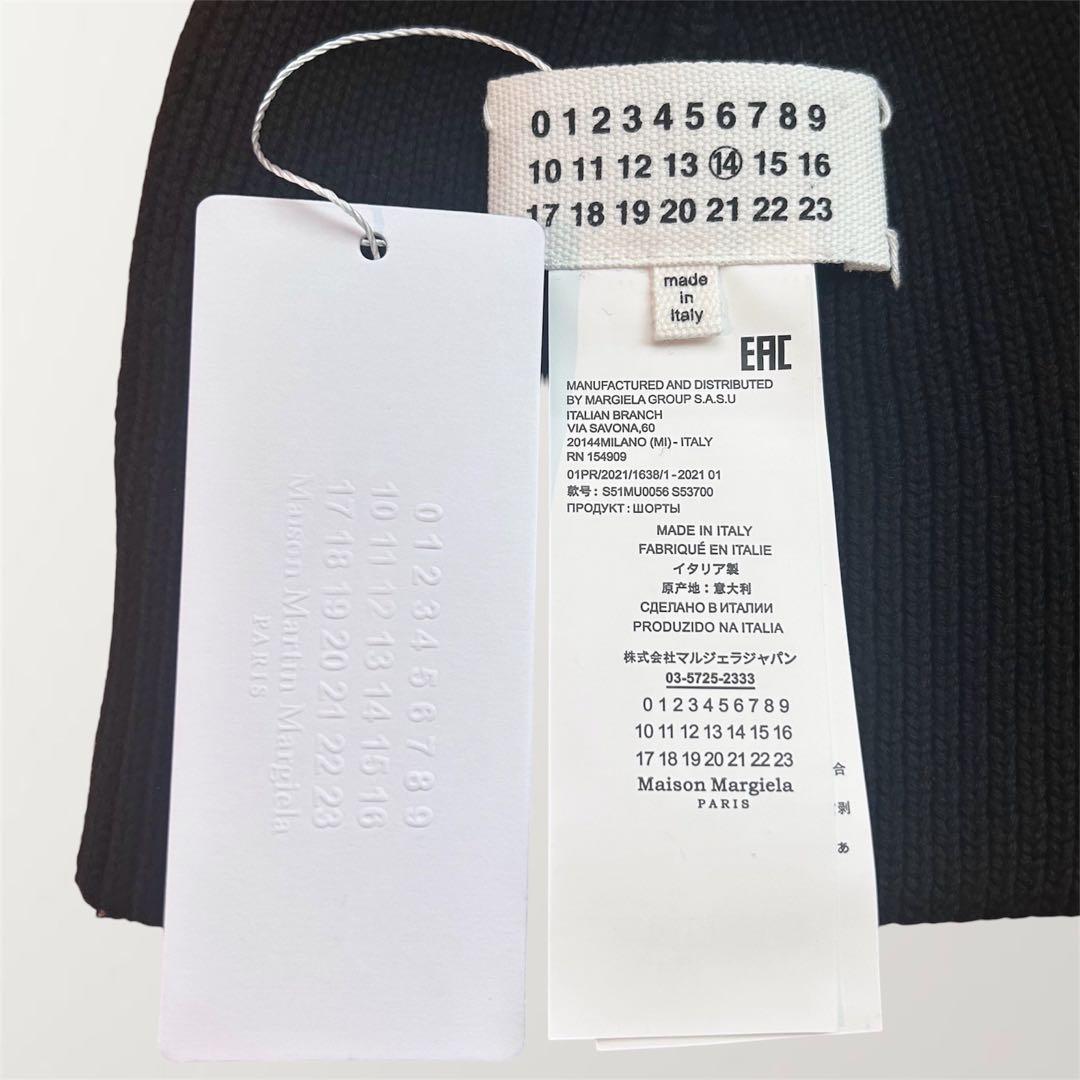 0 1 2 3 4 5 6 7 8 9
10 11 12 13 14 15 16
17 18 19 20 21 22 23
made
in
Italy
EAC
MANUFACTURED AND DISTRIBUTED
BY MARGIELA GROUP S.A.S.U
ITALIAN BRANCH
VIA SAVONA,60
20144MILANO (MI) - ITALY
RN 154909
01PR/2021/1638/1 - 2021 01
款号 : S51MU0056 S53700
ПРОДУКТ : ШОРТЫ
MADE IN ITALY
FABRIQUÉ EN ITALIE
イタリア製
原产地 : 意大利
СДЕЛАНО В ИТАЛИИ
PRODUZIDO NA ITALIA
株式会社マルジェラジャパン
03-5725-2333
0 1 2 3 4 5 6 7 8 9
10 11 12 13 14 15 16
17 18 19 20 21 22 23
Maison Margiela
PARIS
合
剥
あ
0 1 2 3 4 5 6 7 8 9
10 11 12 13 14 15 16
17 18 19 20 21 22 23
Maison Martin Margiela
PARIS